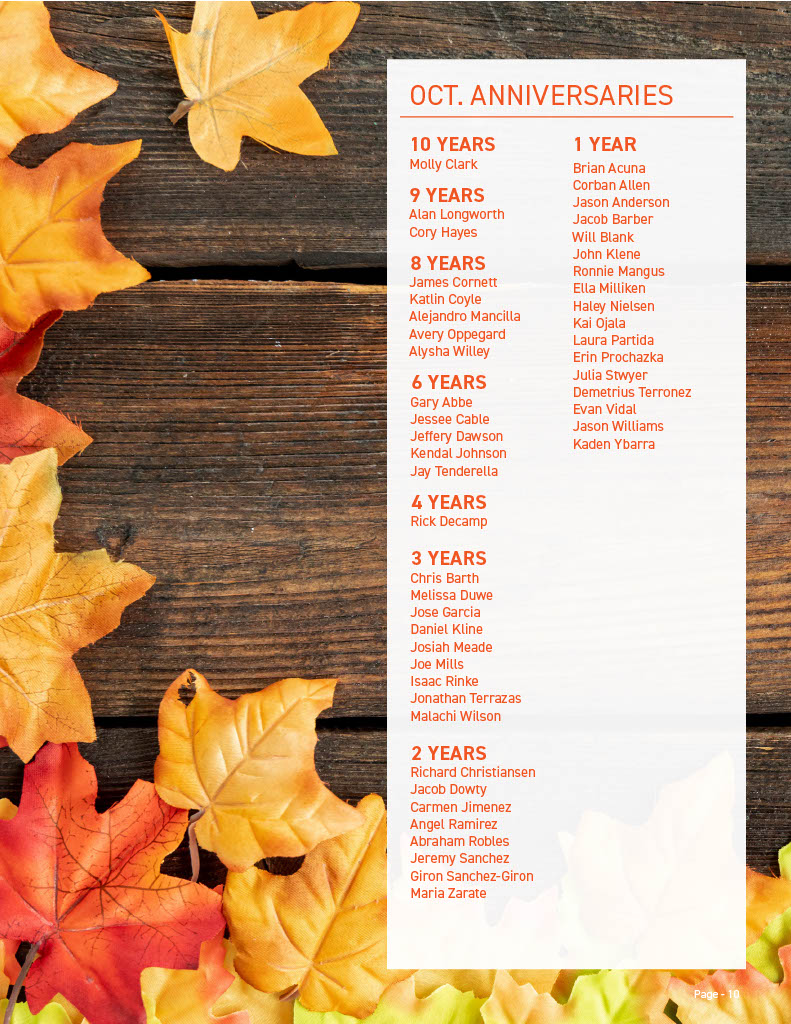 OCT. ANNIVERSARIES
10 YEARS
Molly Clark
9 YEARS
Alan Longworth
Cory Hayes
8 YEARS
James Cornett
Katlin Coyle
Alejandro Mancilla
Avery Oppegard
Alysha Willey
6 YEARS
Gary Abbe
Jessee Cable
Jeffery Dawson
Kendal Johnson
Jay Tenderella
4 YEARS
Rick Decamp
3 YEARS
Chris Barth
Melissa Duwe
Jose Garcia
Daniel Kline
Josiah Meade
Joe Mills
Isaac Rinke
Jonathan Terrazas
Malachi Wilson
2 YEARS
Richard Christiansen
Jacob Dowty
Carmen Jimenez
Angel Ramirez
Abraham Robles
Jeremy Sanchez
Giron Sanchez-Giron
Maria Zarate
1 YEAR
Brian Acuna
Corban Allen
Jason Anderson
Jacob Barber
Will Blank
John Klene
Ronnie Mangus
Ella Milliken
Haley Nielsen
Kai Ojala
Laura Partida
Erin Prochazka
Julia Stwyer
Demetrius Terronez
Evan Vidal
Jason Williams
Kaden Ybarra
Page - 10